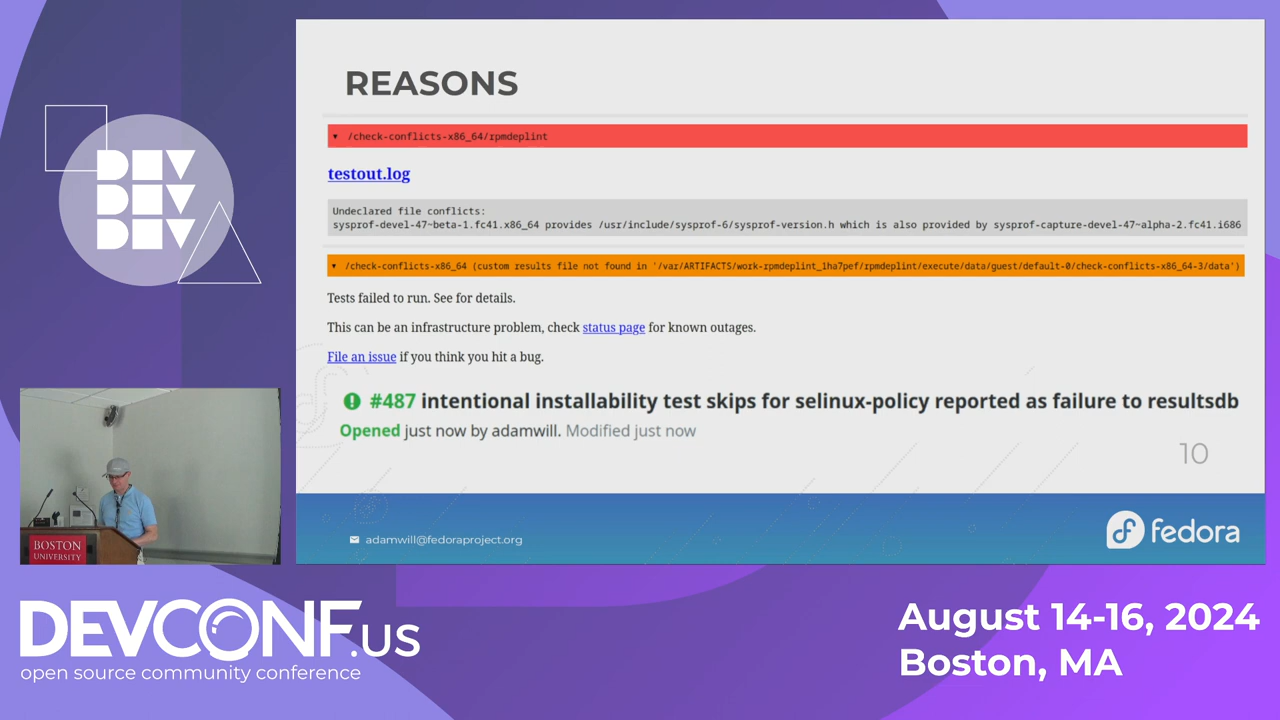 REASONS
▼ /check-conflicts-x86_64/rpmdeplint
testout.log
Undeclared file conflicts:
sysprof-devel-47~beta-1.fc41.x86_64 provides /usr/include/sysprof-6/sysprof-version.h which is also provided by sysprof-capture-devel-47~alpha-2.fc41.i686
▼ /check-conflicts-x86_64 (custom results file not found in '/var/ARTIFACTS/work-rpmdeplint_1ha7pef/rpmdeplint/execute/data/guest/default-0/check-conflicts-x86_64-3/data')
Tests failed to run. See for details.
This can be an infrastructure problem, check status page for known outages.
File an issue if you think you hit a bug.
#487 intentional installability test skips for selinux-policy reported as failure to resultsdb
Opened just now by adamwill. Modified just now
10
adamwill@fedoraproject.org
fedora
DEV
DEV
DEV
BOSTON
UNIVERSITY
DEVCONF.US
open source community conference
August 14-16, 2024
Boston, MA